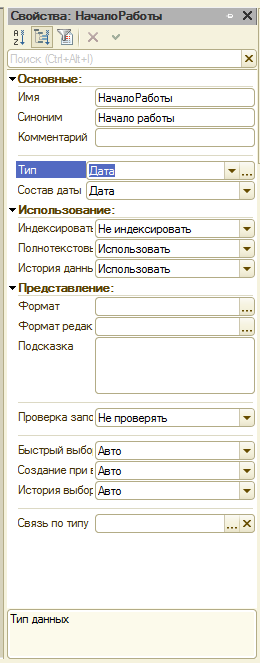 Свойства: НачалоРаботы
Поиск (Ctrl+Alt+I)
Основные:
Имя НачалоРаботы
Синоним Начало работы
Комментарий
Тип Дата ...
Состав даты Дата
Использование:
Индексироват Не индексировать
Полнотекстовы Использовать
История данны Использовать
Представление:
Формат ...
Формат редак ...
Подсказка
Проверка запо Не проверять
Быстрый выбо Авто
Создание при в Авто
История выбор Авто
Связь по типу ...
Тип данных